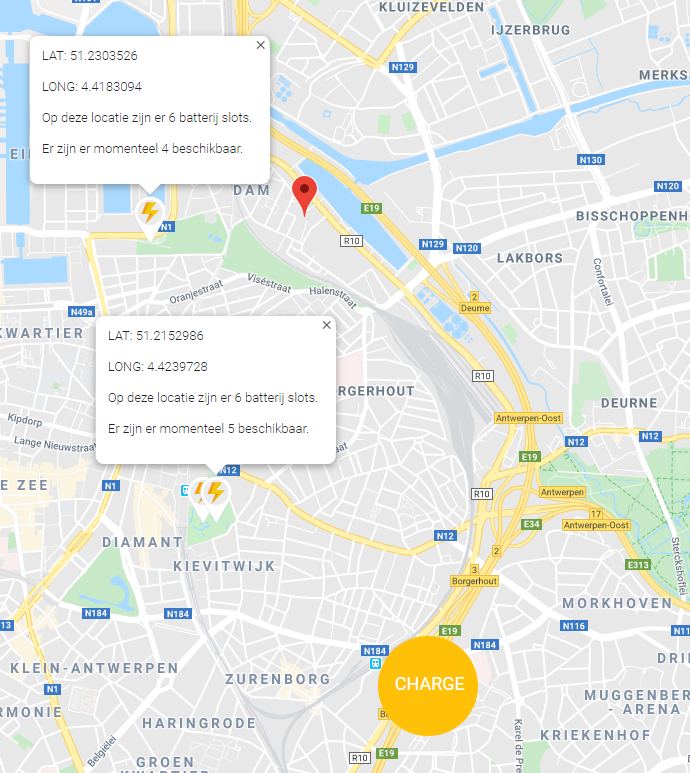 KLUIZEVELDEN
IJZERBRUG
N129
MERKS
LAT: 51.2303526
LONG: 4.4183094
Op deze locatie zijn er 6 batterij slots.
Er zijn er momenteel 4 beschikbaar.
EI
N130
N120
DAM
E19
BISSCHOPPENH
N1
R10
N129
N120
LAKBORS
Confortalei
Viséstraat
Oranjestraat
Halenstraat
2
Deurne
N49a
KWARTIER
LAT: 51.2152986
LONG: 4.4239728
Op deze locatie zijn er 6 batterij slots.
Er zijn er momenteel 5 beschikbaar.
R10
RGERHOUT
DEURNE
Kipdorp
Lange Nieuwstraat
Antwerpen-Oost
N12
N12
E19
N12
ZEE
N1
R10
Antwerpen
17
Antwerpen-Oost
E34
N12
DIAMANT
KIEVITWIJK
2
3
Borgerhout
E313
Sterckshoflei
MORKHOVEN
N184
N184
13
E19
N116
N11
N184
N184
KLEIN-ANTWERPEN
DRI
ZURENBORG
CHARGE
N1
MUGGENBER
- ARENA
RMONIE
HARINGRODE
Karel de Pre
KRIEKENHOF
Belgiëlei
R10
E19
GROEN
KWARTIER